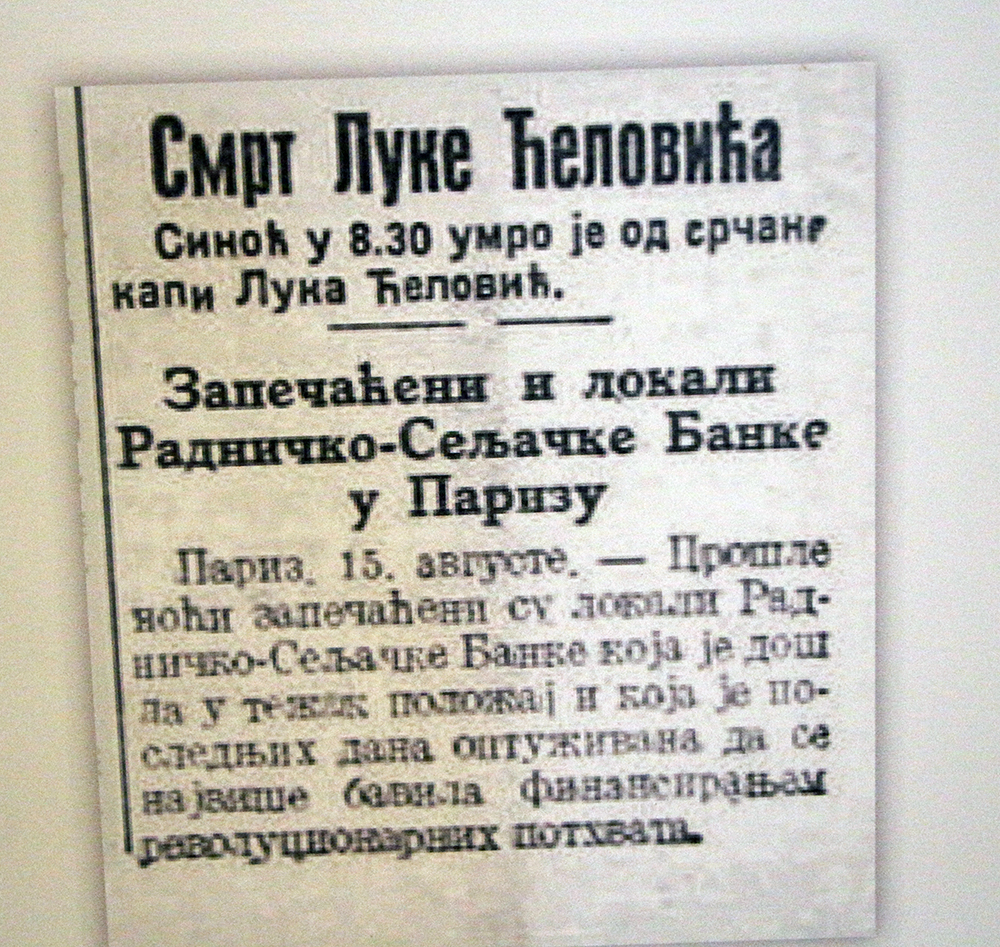 Смрт Луке Ћеловића
Синоћ у 8.30 умро је од срчане
капи Лука Ћеловић.
Запечаћени и локали
Радничко-Сељачке Банке
у Паризу
Париз, 15. августе. — Прошле
ноћи запечаћени су локали Рад-
ничко-Сељачке Банке која је дош
ла у тежак положај и која је по-
следњих дана оптуживана да се
највише бавила финансирањем
револуционарних потхвата.